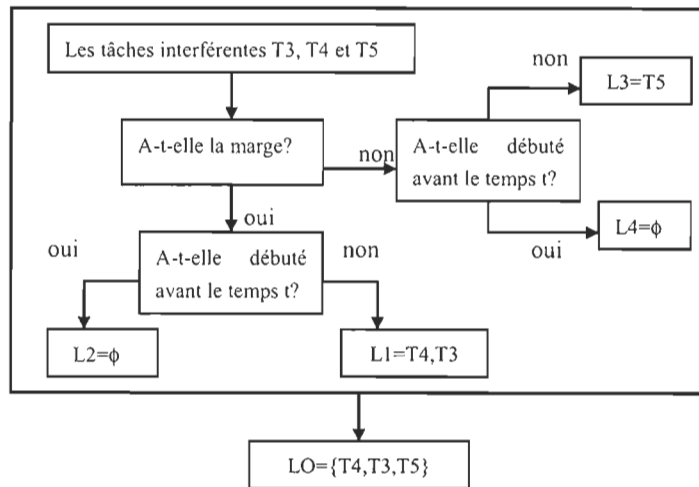 Les tâches interférentes T3, T4 et T5
non
L3=T5
A-t-elle la marge?
non
A-t-elle débuté
avant le temps t?
oui
L4=ϕ
oui
oui
A-t-elle débuté
avant le temps t?
non
L2=ϕ
L1=T4,T3
LO={T4,T3,T5}